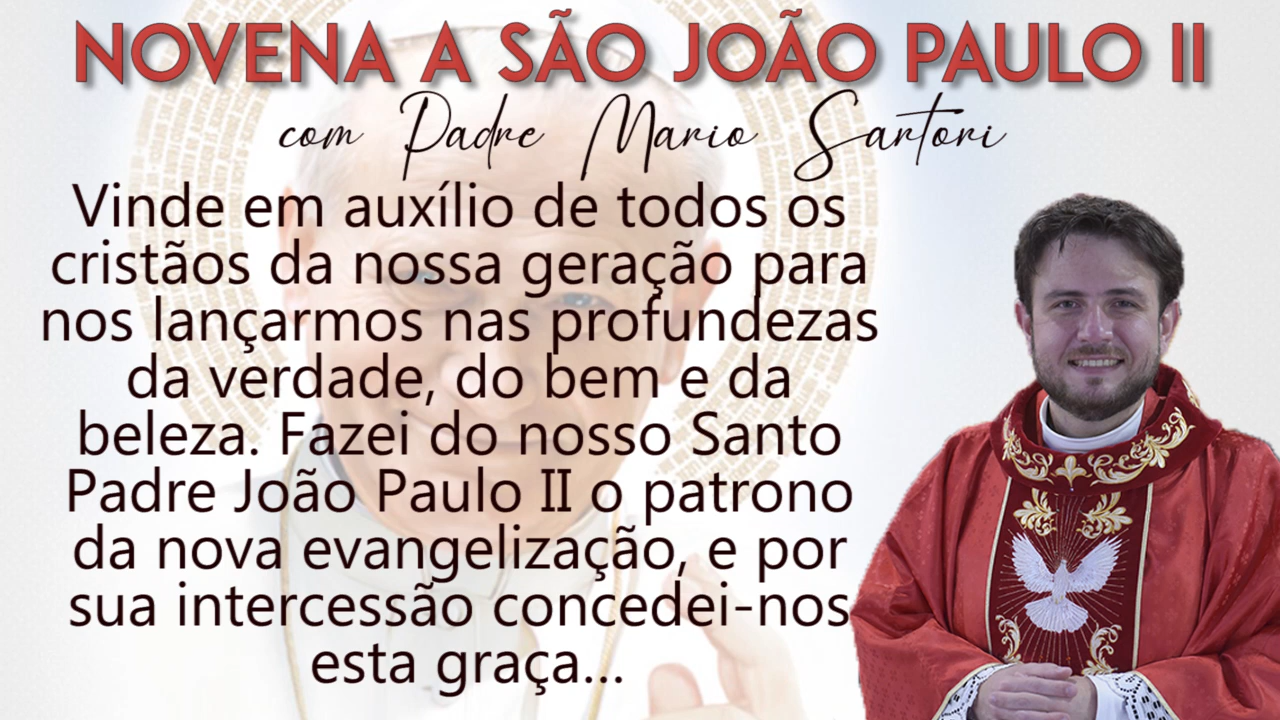 NOVENA A SÃO JOÃO PAULO II
com Padre Mario Sartori
Vinde em auxílio de todos os
cristãos da nossa geração para
nos lançarmos nas profundezas
da verdade, do bem e da
beleza. Fazei do nosso Santo
Padre João Paulo II o patrono
da nova evangelização, e por
sua intercessão concedei-nos
esta graça...